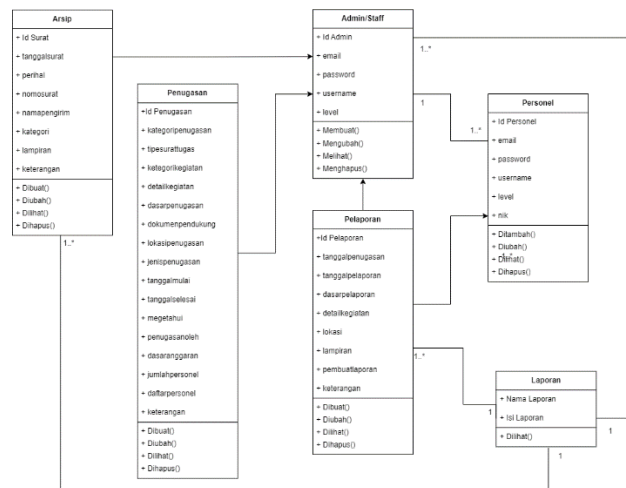 Arsip
+ Id Surat
+ tanggalsurat
+ perihal
+ nomosurat
+ namapengirim
+ kategori
+ lampiran
+ keterangan
+ Dibuat()
+ Diubah()
+ Dilihat()
+ Dihapus()
1..*
Penugasan
+Id Penugasan
+ kategoripenugasan
+ tipesurattugas
+ kategorikegiatan
+ detailkegiatan
+ dasarpenugasan
+ dokumenpendukung
+ lokasipenugasan
+ jenispenugasan
+ tanggalmulai
+ tanggalselesai
+ megetahui
+ penugasanoleh
+ dasaranggaran
+ jumlahpersonel
+ daftarpersonel
+ keterangan
+ Dibuat()
+ Diubah()
+ Dilihat()
+ Dihapus()
Admin/Staff
+ Id Admin
+ email
+ password
+ username
+ level
+ Membuat()
+ Mengubah()
+ Melihat()
+ Menghapus()
1..*
1
1..*
Pelaporan
+Id Pelaporan
+ tanggalpenugasan
+ tanggalpelaporan
+ dasarpelaporan
+ detailkegiatan
+ lokasi
+ lampiran
+ pembuatlaporan
+ keterangan
+ Dibuat()
+ Diubah()
+ Dilihat()
+ Dihapus()
1..*
1
Personel
+ Id Personel
+ email
+ password
+ username
+ level
+ nik
+ Ditambah()
+ Diubah()
1..*
+ Dilihat()
+ Dihapus()
Laporan
+ Nama Laporan
+ Isi Laporan
+ Dilihat()
1
1